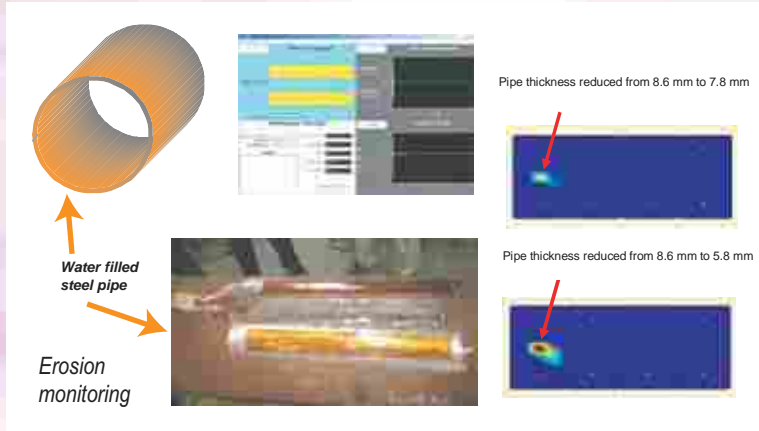 Pipe thickness reduced from 8.6 mm to 7.8 mm
Water filled
steel pipe
Pipe thickness reduced from 8.6 mm to 5.8 mm
Erosion
monitoring